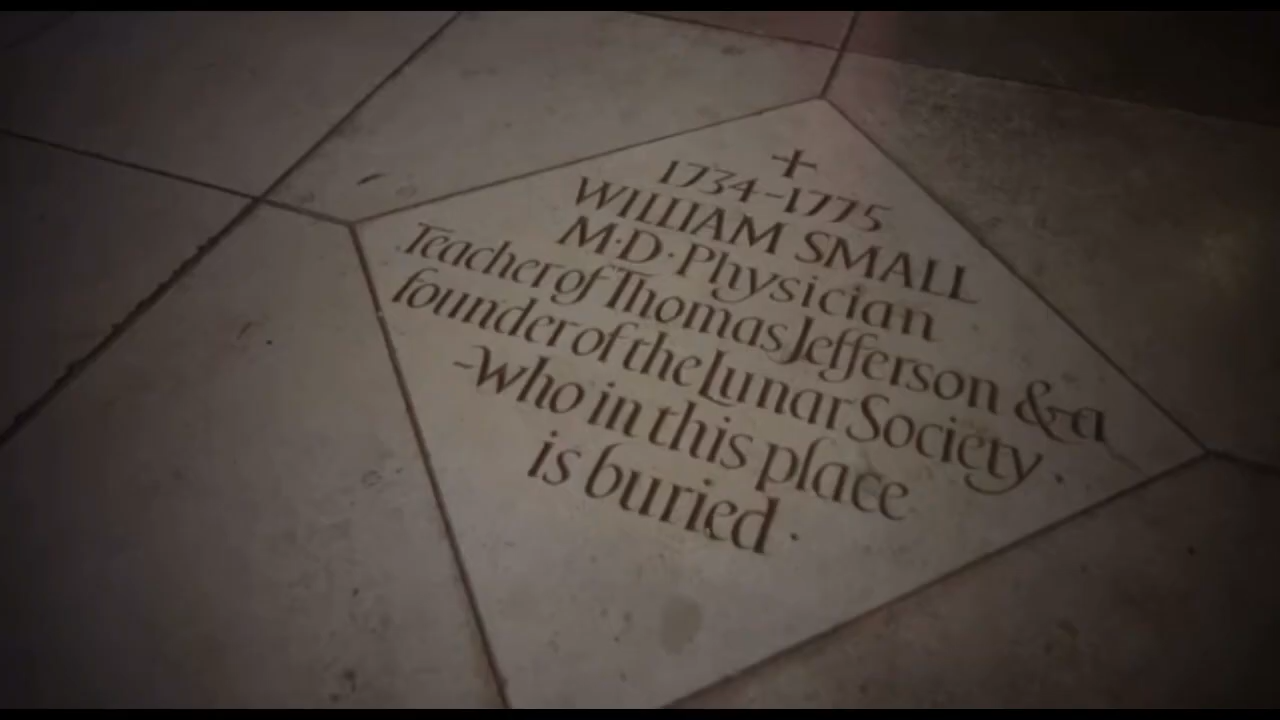 +
1734-1775
WILLIAM SMALL
M·D·Physician
Teacher of Thomas Jefferson & a
founder of the Lunar Society·
-Who in this place
is buried·